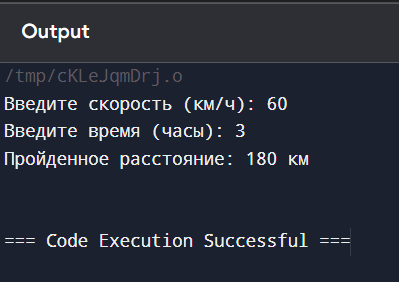 Output
/tmp/cKLeJqmDrj.o
Введите скорость (км/ч): 60
Введите время (часы): 3
Пройденное расстояние: 180 км
=== Code Execution Successful ===